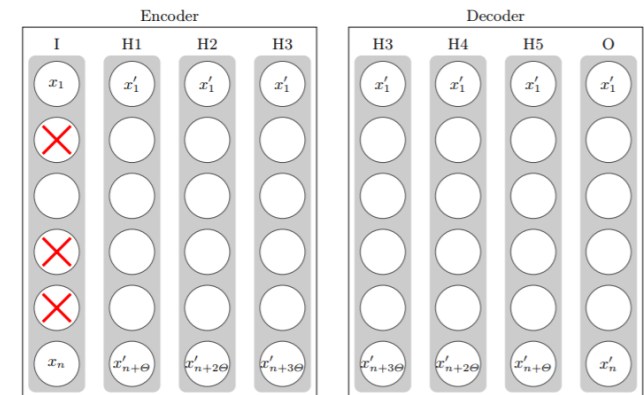 Encoder Decoder
I H1 H2 H3 H3 H4 H5 O
x₁ x′₁ x′₁ x′₁ x′₁ x′₁ x′₁ x′₁
xₙ x′ₙ₊Θ x′ₙ₊₂Θ x′ₙ₊₃Θ x′ₙ₊₃Θ x′ₙ₊₂Θ x′ₙ₊Θ x′ₙ